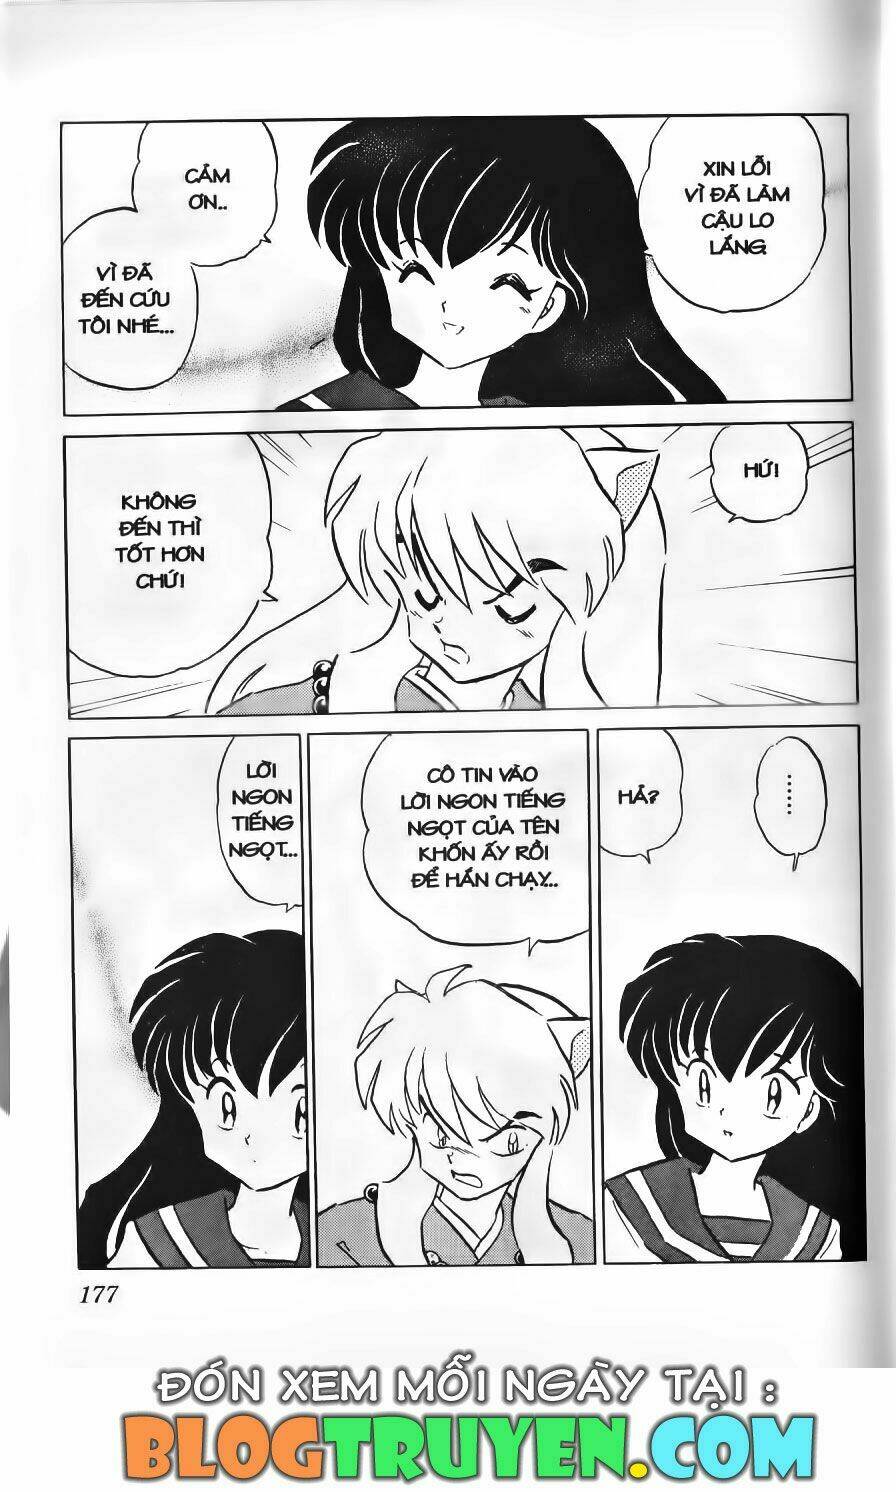 XIN LỖI
VÌ ĐÃ LÀM
CẬU LO
LẮNG.
CẢM
ƠN..
VÌ ĐÃ
ĐẾN CỨU
TÔI NHÉ...
HỨ!
KHÔNG
ĐẾN THÌ
TỐT HƠN
CHỨ!
......
HẢ?
CÔ TIN VÀO
LỜI NGON TIẾNG
NGỌT CỦA TÊN
KHỐN ẤY RỒI
ĐỂ HẮN CHẠY...
LỜI
NGON
TIẾNG
NGỌT...
177
ĐÓN XEM MỖI NGÀY TẠI :
BLOGTRUYEN.COM